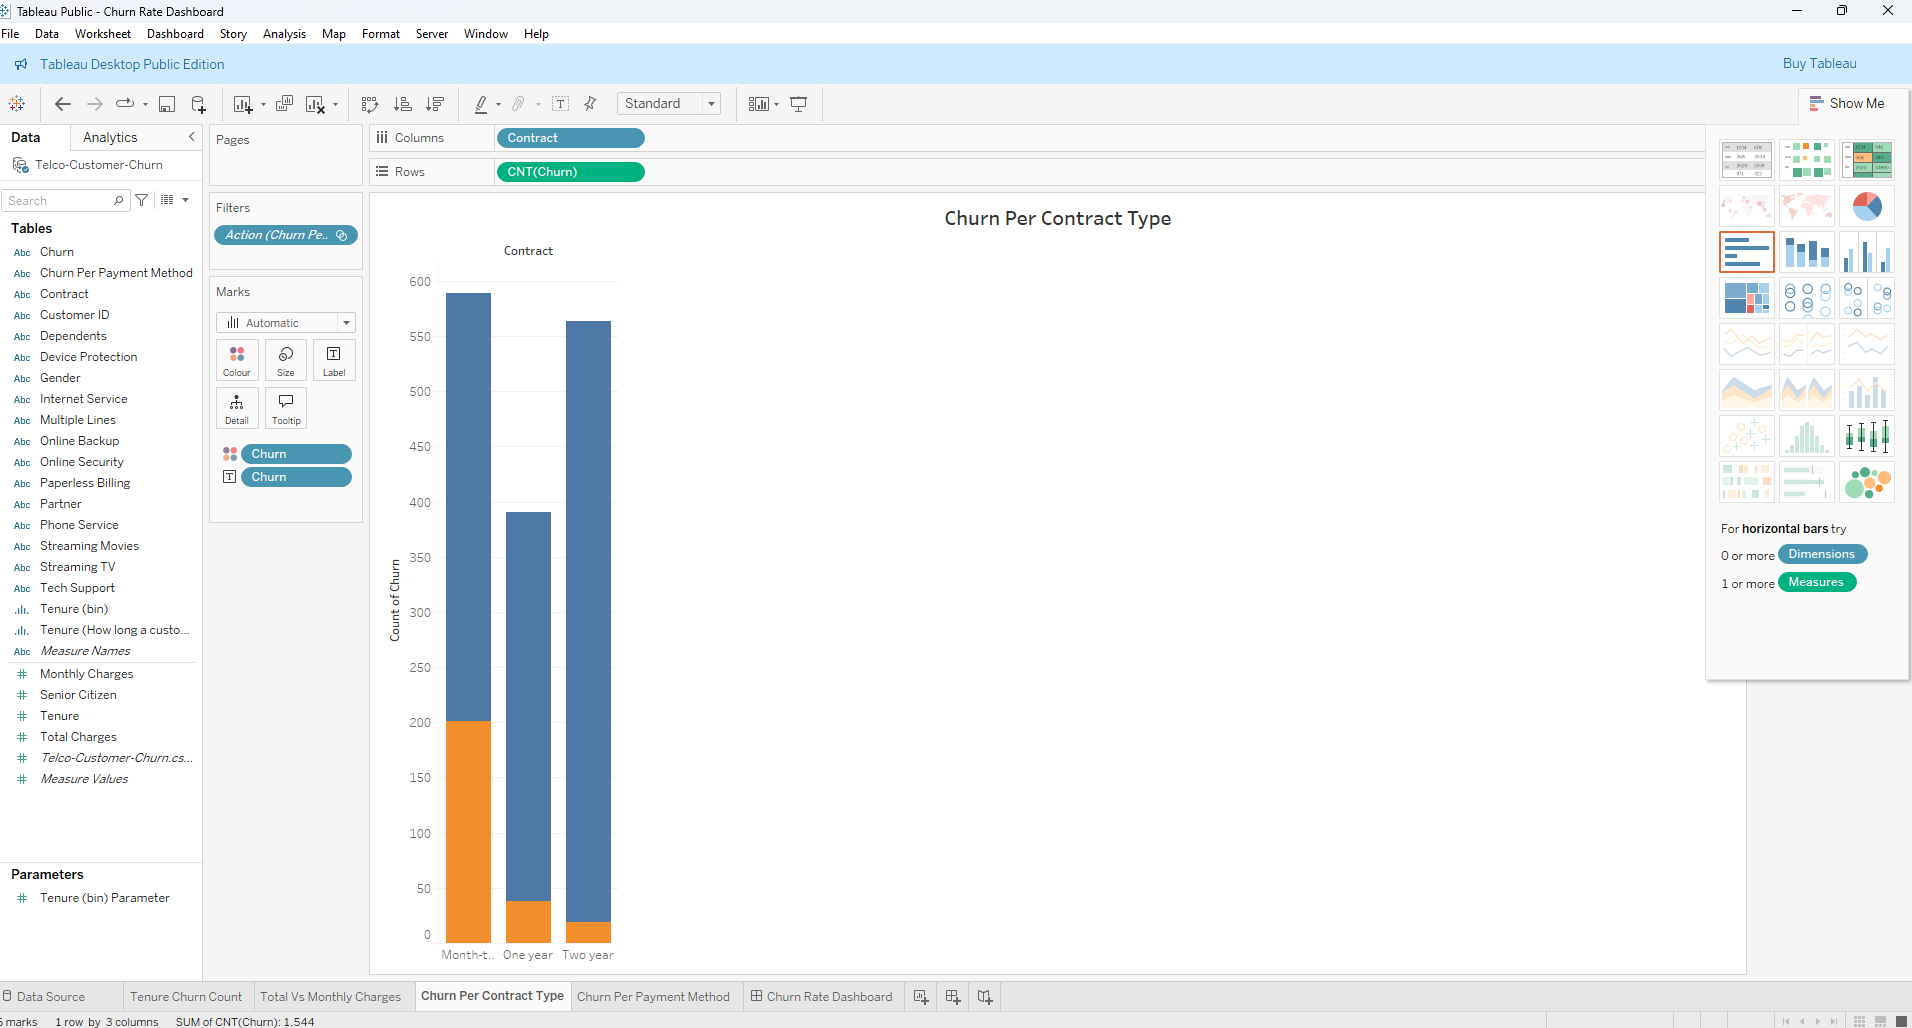 Tableau Public - Churn Rate Dashboard
File Data Worksheet Dashboard Story Analysis Map Format Server Window Help
Tableau Desktop Public Edition
Buy Tableau
Standard
Show Me
Data Analytics
Telco-Customer-Churn
Search
Tables
Abc Churn
Abc Churn Per Payment Method
Abc Contract
Abc Customer ID
Abc Dependents
Abc Device Protection
Abc Gender
Abc Internet Service
Abc Multiple Lines
Abc Online Backup
Abc Online Security
Abc Paperless Billing
Abc Partner
Abc Phone Service
Abc Streaming Movies
Abc Streaming TV
Abc Tech Support
Tenure (bin)
Tenure (How long a custo...
Abc Measure Names
# Monthly Charges
# Senior Citizen
# Tenure
# Total Charges
# Telco-Customer-Churn.cs...
# Measure Values
Parameters
# Tenure (bin) Parameter
Pages
Filters
Action (Churn Pe..
Marks
Automatic
Colour Size Label
Detail Tooltip
Churn
Churn
Columns Contract
Rows CNT(Churn)
Churn Per Contract Type
Contract
Count of Churn
600
550
500
450
400
350
300
250
200
150
100
50
0
Month-t.. One year Two year
For horizontal bars try
0 or more Dimensions
1 or more Measures
Data Source Tenure Churn Count Total Vs Monthly Charges Churn Per Contract Type Churn Per Payment Method Churn Rate Dashboard
marks 1 row by 3 columns SUM of CNT(Churn): 1,544